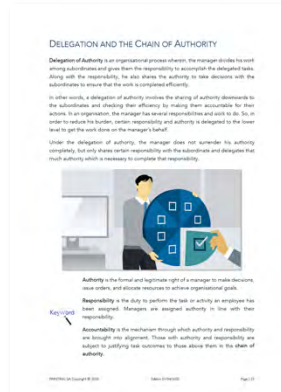 DELEGATION AND THE CHAIN OF AUTHORITY
Delegation of Authority is an organizational process wherein, the manager divides his work
among subordinates and gives them the responsibility to accomplish the delegated tasks.
Along with the responsibility, he also shares the authority to take decisions with the
subordinates to ensure that the work is completed efficiently.
In other words, a delegation of authority involves the sharing of authority downwards to
the subordinates and checking their efficiency by making them accountable for their
actions. In an organisation, the manager has several responsibilities and work to do. So, in
order to reduce his burden, certain responsibility and authority is delegated to the lower
level to get the work done on the manager's behalf.
Under the delegation of authority, the manager does not surrender his authority
completely, but only shares certain responsibility with the subordinate and delegates that
much authority which is necessary to complete that responsibility.
Authority is the formal and legitimate right of a manager to make decisions,
issue orders, and allocate resources to achieve organisational goals.
Responsibility is the duty to perform the task or activity an employee has
been assigned. Managers are assigned authority in line with their
responsibility.
Keyword
Accountability is the mechanism through which authority and responsibility
are brought into alignment. Those with authority and responsibility are
subject to justifying task outcomes to those above them in the chain of
authority.